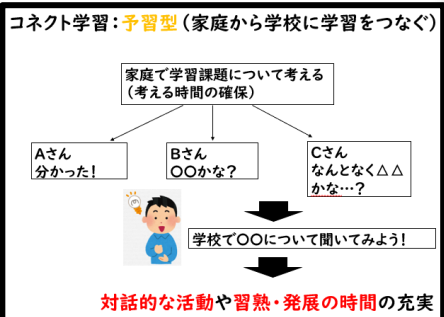 コネクト学習：予習型（家庭から学校に学習をつなぐ）
家庭で学習課題について考える
（考える時間の確保）
Aさん
分かった！
Bさん
〇〇かな？
Cさん
なんとなく△△
かな…？
学校で〇〇について聞いてみよう！
対話的な活動や習熟・発展の時間の充実